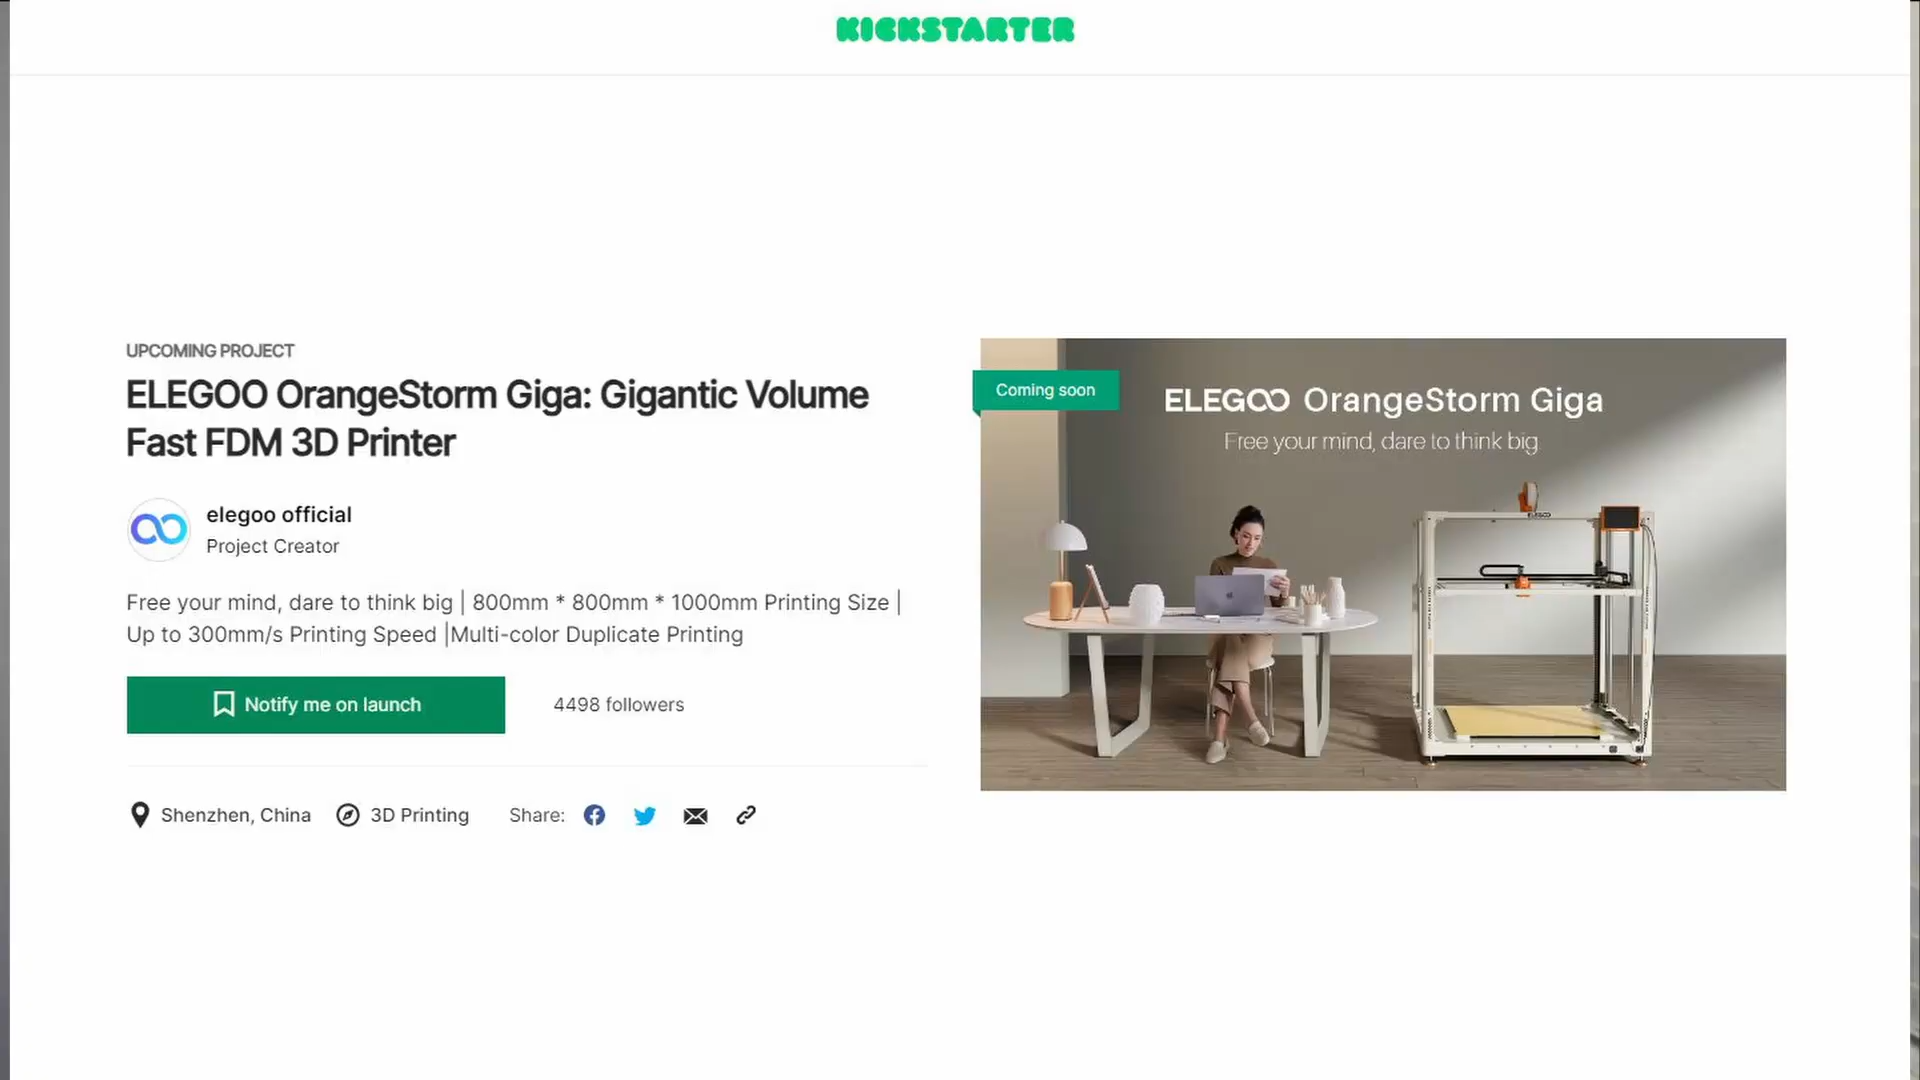 KICKSTARTER
UPCOMING PROJECT
ELEGOO OrangeStorm Giga: Gigantic Volume
Fast FDM 3D Printer
elegoo official
Project Creator
Free your mind, dare to think big | 800mm * 800mm * 1000mm Printing Size |
Up to 300mm/s Printing Speed |Multi-color Duplicate Printing
Notify me on launch
4498 followers
Shenzhen, China
3D Printing
Share:
Coming soon
ELEGOO OrangeStorm Giga
Free your mind, dare to think big
ELEGOO